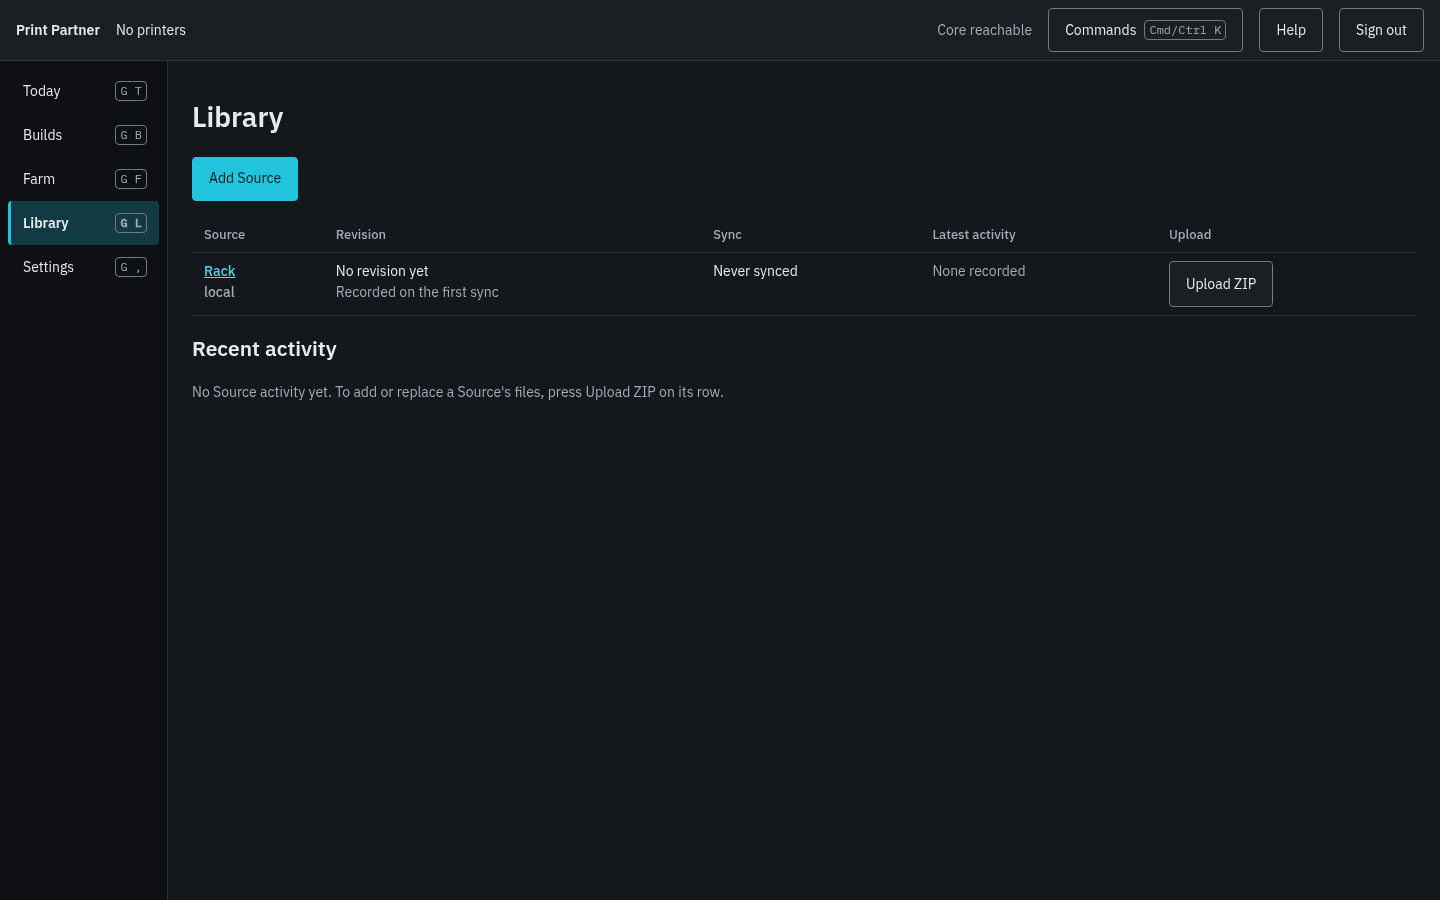 Print Partner No printers Core reachable Commands Cmd/Ctrl K Help Sign out
Today G T
Builds G B
Farm G F
Library G L
Settings G ,
Library
Add Source
Source Revision Sync Latest activity Upload
Rack No revision yet Never synced None recorded Upload ZIP
local Recorded on the first sync
Recent activity
No Source activity yet. To add or replace a Source's files, press Upload ZIP on its row.